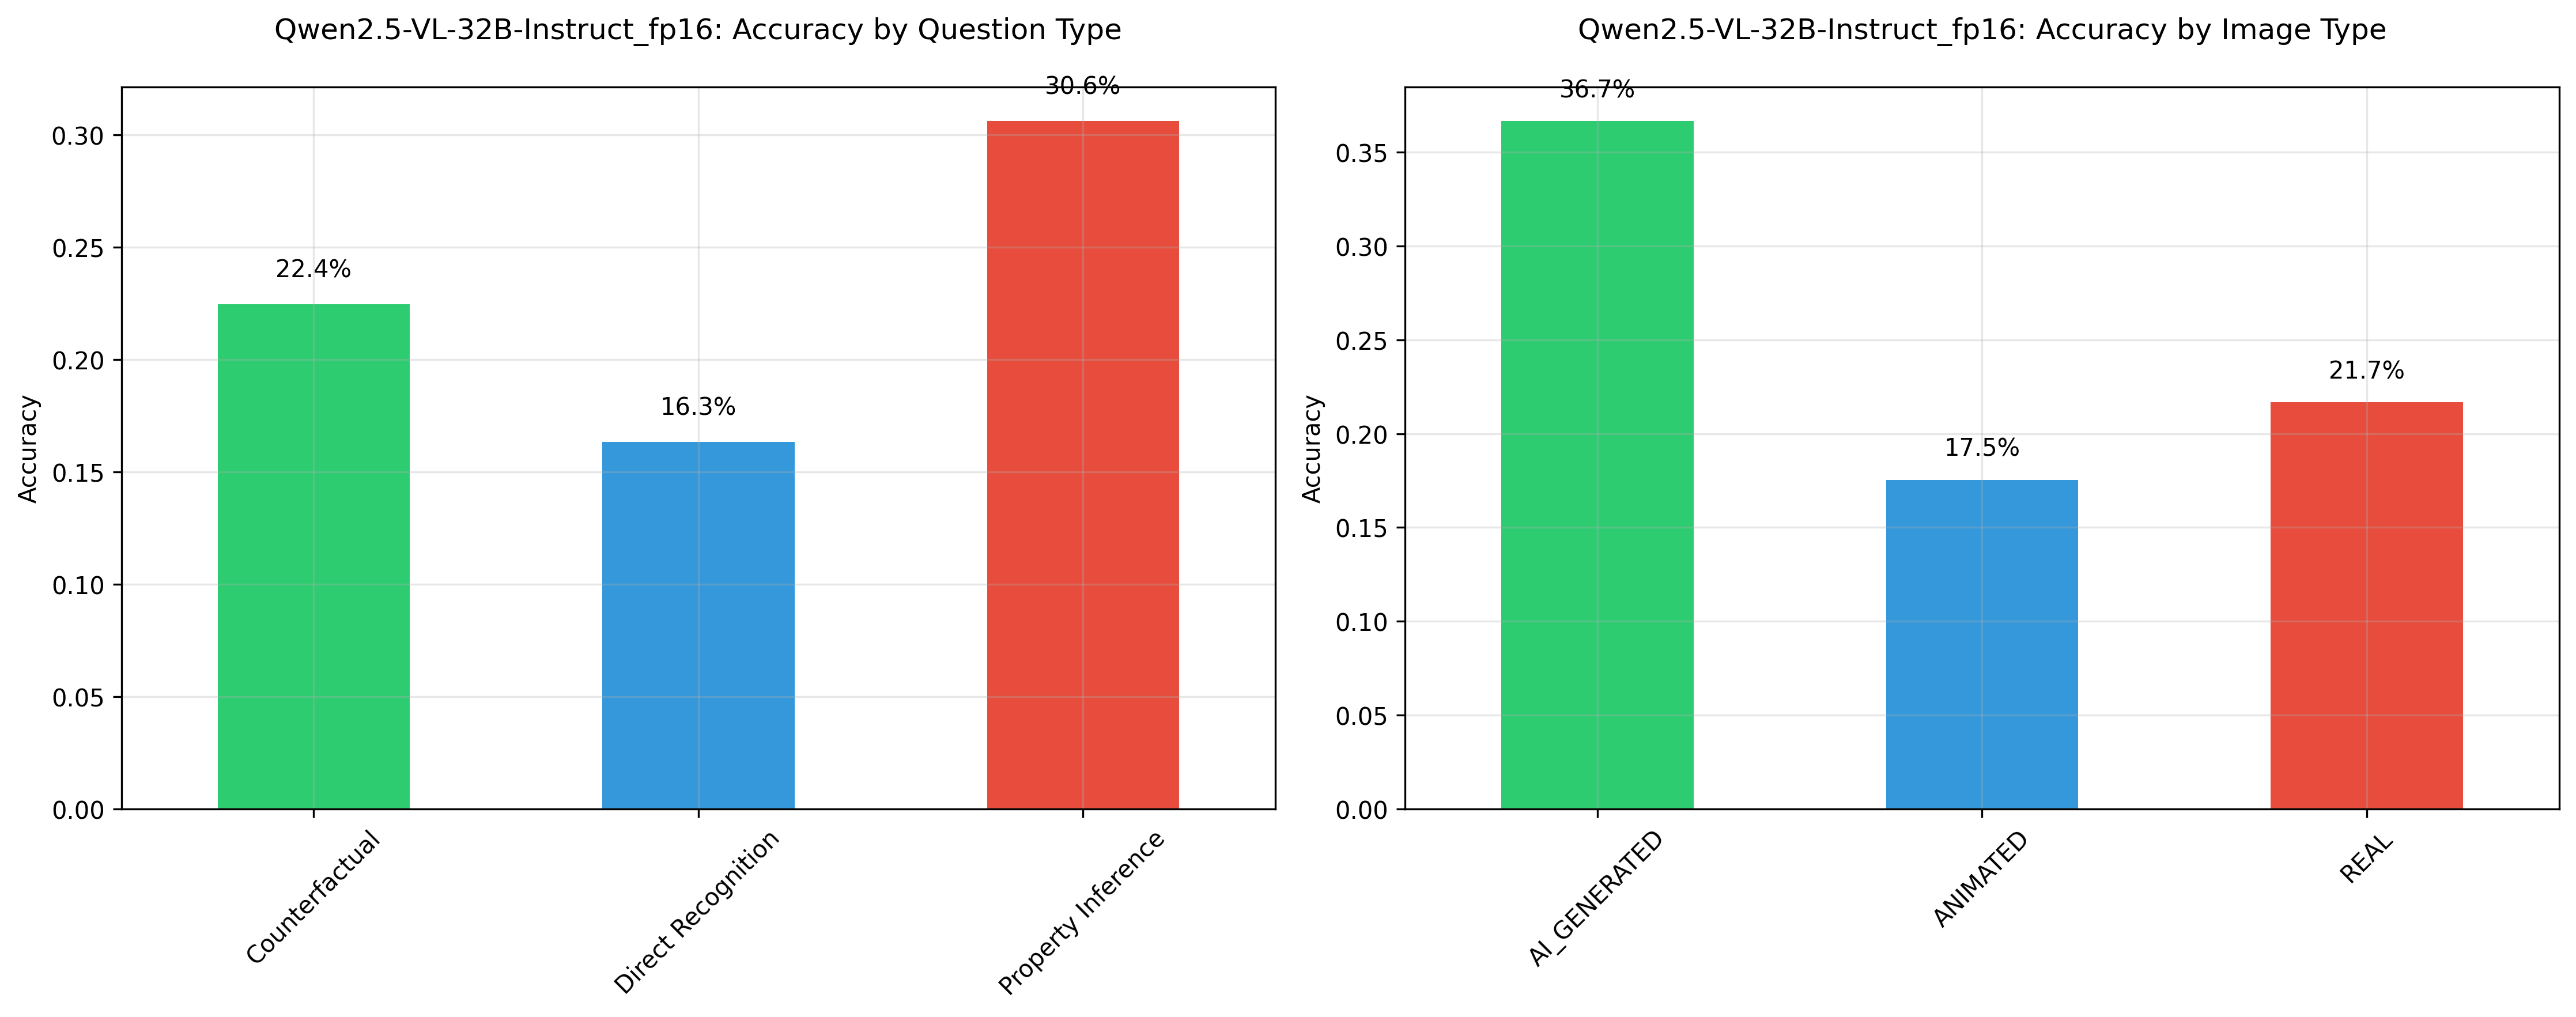 Qwen2.5-VL-32B-Instruct_fp16: Accuracy by Question Type
30.6%
0.30
0.25
22.4%
0.20
16.3%
0.15
0.10
0.05
0.00
Accuracy
Counterfactual
Direct Recognition
Property Inference
Qwen2.5-VL-32B-Instruct_fp16: Accuracy by Image Type
36.7%
0.35
0.30
0.25
21.7%
0.20
17.5%
0.15
0.10
0.05
0.00
Accuracy
AI_GENERATED
ANIMATED
REAL